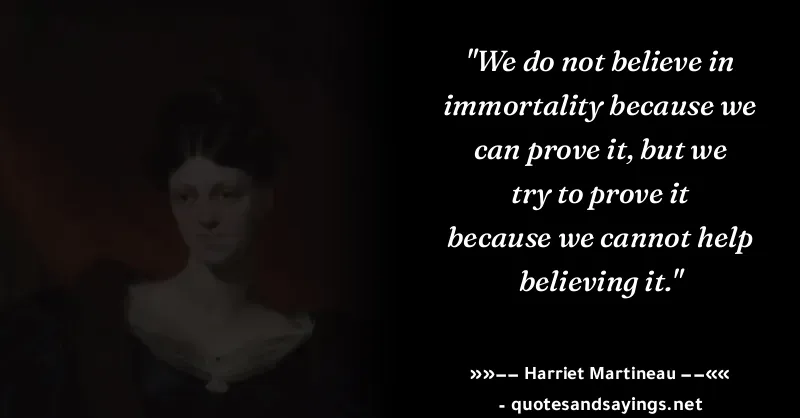 "We do not believe in
immortality because we
can prove it, but we
try to prove it
because we cannot help
believing it."
»»—— Harriet Martineau ——««
- quotesandsayings.net